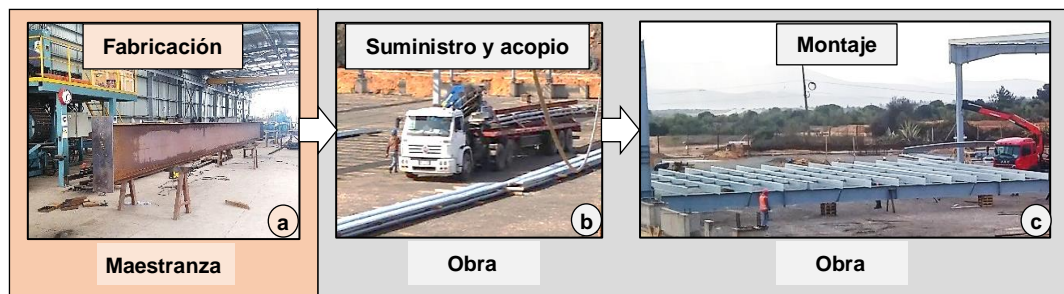 Fabricación
a
Maestranza
Suministro y acopio
b
Obra
Montaje
c
Obra